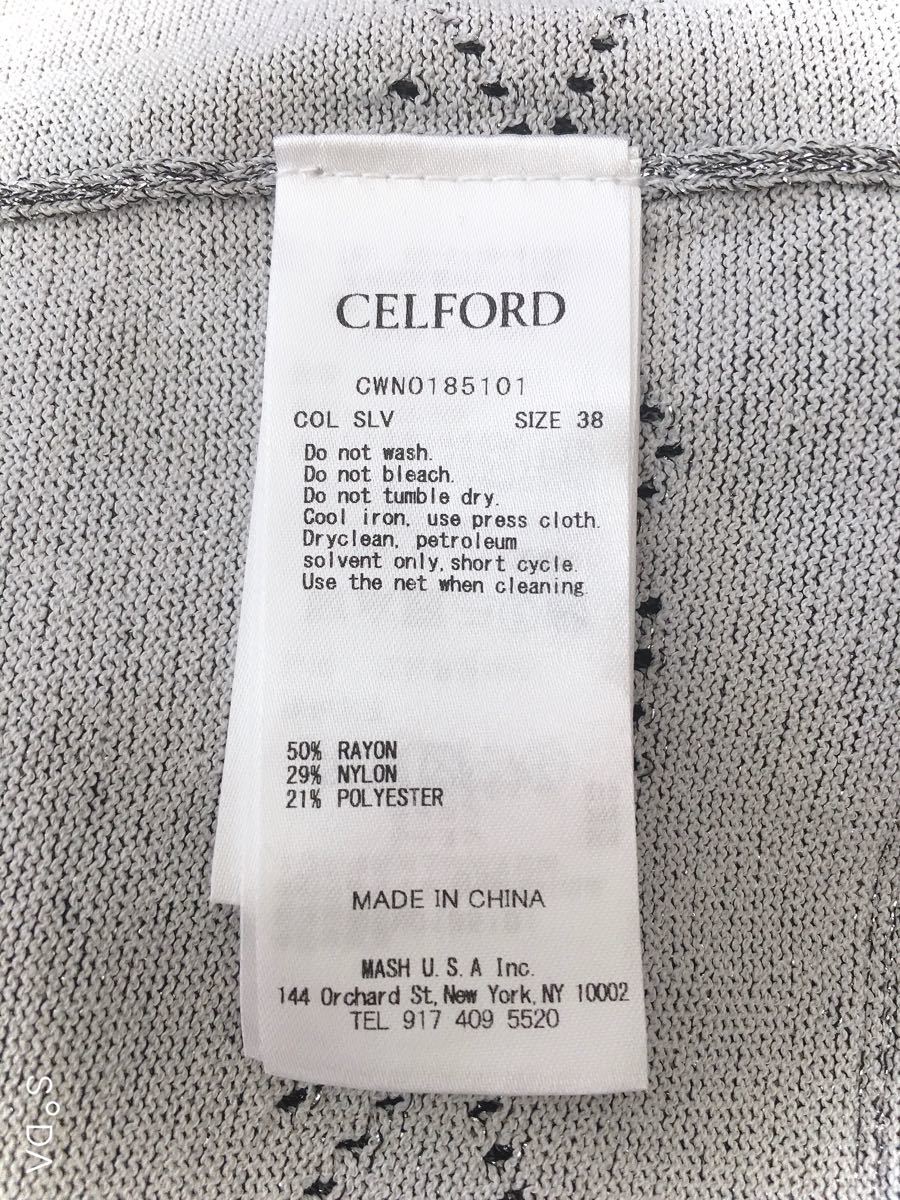 CELFORD
CWNO185101
COL SLV SIZE 38
Do not wash.
Do not bleach.
Do not tumble dry.
Cool iron, use press cloth.
Dryclean, petroleum
solvent only, short cycle.
Use the net when cleaning.
50% RAYON
29% NYLON
21% POLYESTER
MADE IN CHINA
MASH U.S.A Inc.
144 Orchard St, New York, NY 10002
TEL 917 409 5520
SODA